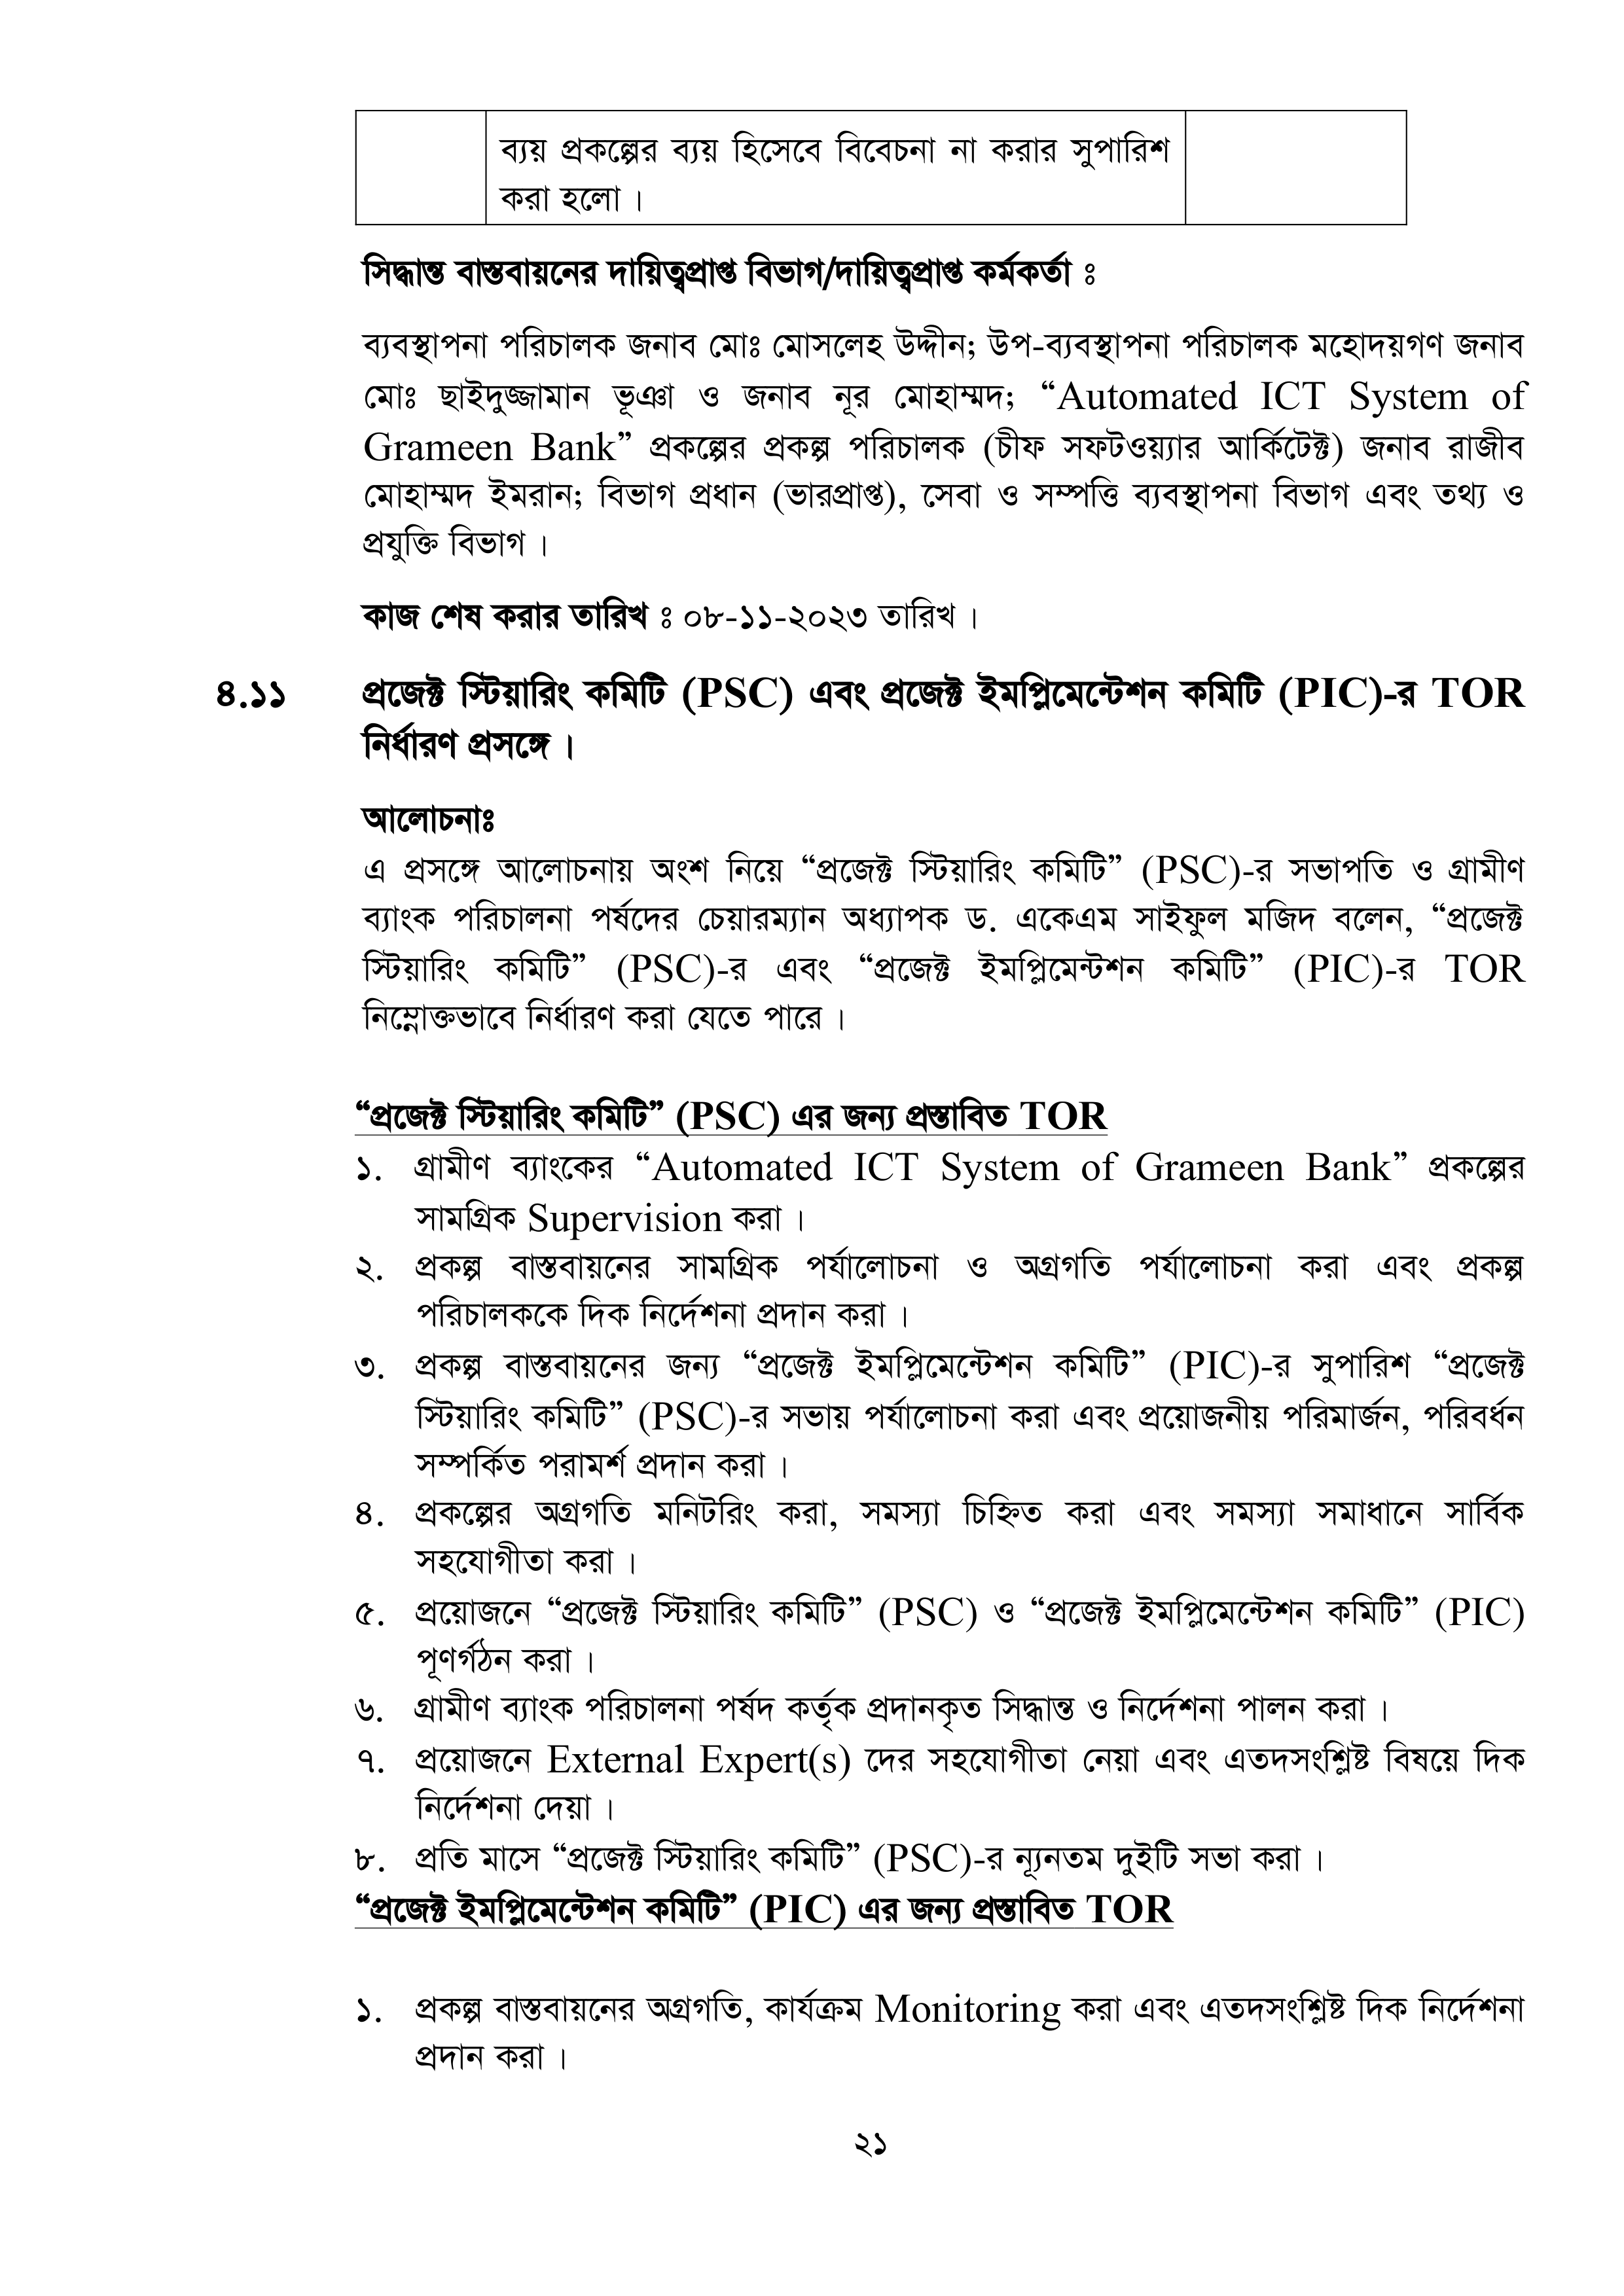 ব্যয় প্রকল্পের ব্যয় হিসেবে বিবেচনা না করার সুপারিশ
করা হলো।
সিদ্ধান্ত বাস্তবায়নের দায়িত্বপ্রাপ্ত বিভাগ/দায়িত্বপ্রাপ্ত কর্মকর্তা ঃ
ব্যবস্থাপনা পরিচালক জনাব মোঃ মোসলেহ উদ্দীন; উপ-ব্যবস্থাপনা পরিচালক মহোদয়গণ জনাব
মোঃ ছাইদুজ্জামান ভূঞা ও জনাব নূর মোহাম্মদ; “Automated ICT System of
Grameen Bank” প্রকল্পের প্রকল্প পরিচালক (চীফ সফটওয়্যার আর্কিটেক্ট) জনাব রাজীব
মোহাম্মদ ইমরান; বিভাগ প্রধান (ভারপ্রাপ্ত), সেবা ও সম্পত্তি ব্যবস্থাপনা বিভাগ এবং তথ্য ও
প্রযুক্তি বিভাগ।
কাজ শেষ করার তারিখ ঃ ০৮-১১-২০২৩ তারিখ।
৪.১১ প্রজেক্ট স্টিয়ারিং কমিটি (PSC) এবং প্রজেক্ট ইমপ্লিমেন্টেশন কমিটি (PIC)-র TOR
নির্ধারণ প্রসঙ্গে।
আলোচনাঃ
এ প্রসঙ্গে আলোচনায় অংশ নিয়ে “প্রজেক্ট স্টিয়ারিং কমিটি” (PSC)-র সভাপতি ও গ্রামীণ
ব্যাংক পরিচালনা পর্ষদের চেয়ারম্যান অধ্যাপক ড. একেএম সাইফুল মজিদ বলেন, “প্রজেক্ট
স্টিয়ারিং কমিটি” (PSC)-র এবং “প্রজেক্ট ইমপ্লিমেন্টশন কমিটি” (PIC)-র TOR
নিম্নোক্তভাবে নির্ধারণ করা যেতে পারে।
“প্রজেক্ট স্টিয়ারিং কমিটি” (PSC) এর জন্য প্রস্তাবিত TOR
১. গ্রামীণ ব্যাংকের “Automated ICT System of Grameen Bank” প্রকল্পের
সামগ্রিক Supervision করা।
২. প্রকল্প বাস্তবায়নের সামগ্রিক পর্যালোচনা ও অগ্রগতি পর্যালোচনা করা এবং প্রকল্প
পরিচালককে দিক নির্দেশনা প্রদান করা।
৩. প্রকল্প বাস্তবায়নের জন্য “প্রজেক্ট ইমপ্লিমেন্টেশন কমিটি” (PIC)-র সুপারিশ “প্রজেক্ট
স্টিয়ারিং কমিটি” (PSC)-র সভায় পর্যালোচনা করা এবং প্রয়োজনীয় পরিমার্জন, পরিবর্ধন
সম্পর্কিত পরামর্শ প্রদান করা।
৪. প্রকল্পের অগ্রগতি মনিটরিং করা, সমস্যা চিহ্নিত করা এবং সমস্যা সমাধানে সার্বিক
সহযোগীতা করা।
৫. প্রয়োজনে “প্রজেক্ট স্টিয়ারিং কমিটি” (PSC) ও “প্রজেক্ট ইমপ্লিমেন্টেশন কমিটি” (PIC)
পূণর্গঠন করা।
৬. গ্রামীণ ব্যাংক পরিচালনা পর্ষদ কর্তৃক প্রদানকৃত সিদ্ধান্ত ও নির্দেশনা পালন করা।
৭. প্রয়োজনে External Expert(s) দের সহযোগীতা নেয়া এবং এতদসংশ্লিষ্ট বিষয়ে দিক
নির্দেশনা দেয়া।
৮. প্রতি মাসে “প্রজেক্ট স্টিয়ারিং কমিটি” (PSC)-র ন্যূনতম দুইটি সভা করা।
“প্রজেক্ট ইমপ্লিমেন্টেশন কমিটি” (PIC) এর জন্য প্রস্তাবিত TOR
১. প্রকল্প বাস্তবায়নের অগ্রগতি, কার্যক্রম Monitoring করা এবং এতদসংশ্লিষ্ট দিক নির্দেশনা
প্রদান করা।
২১